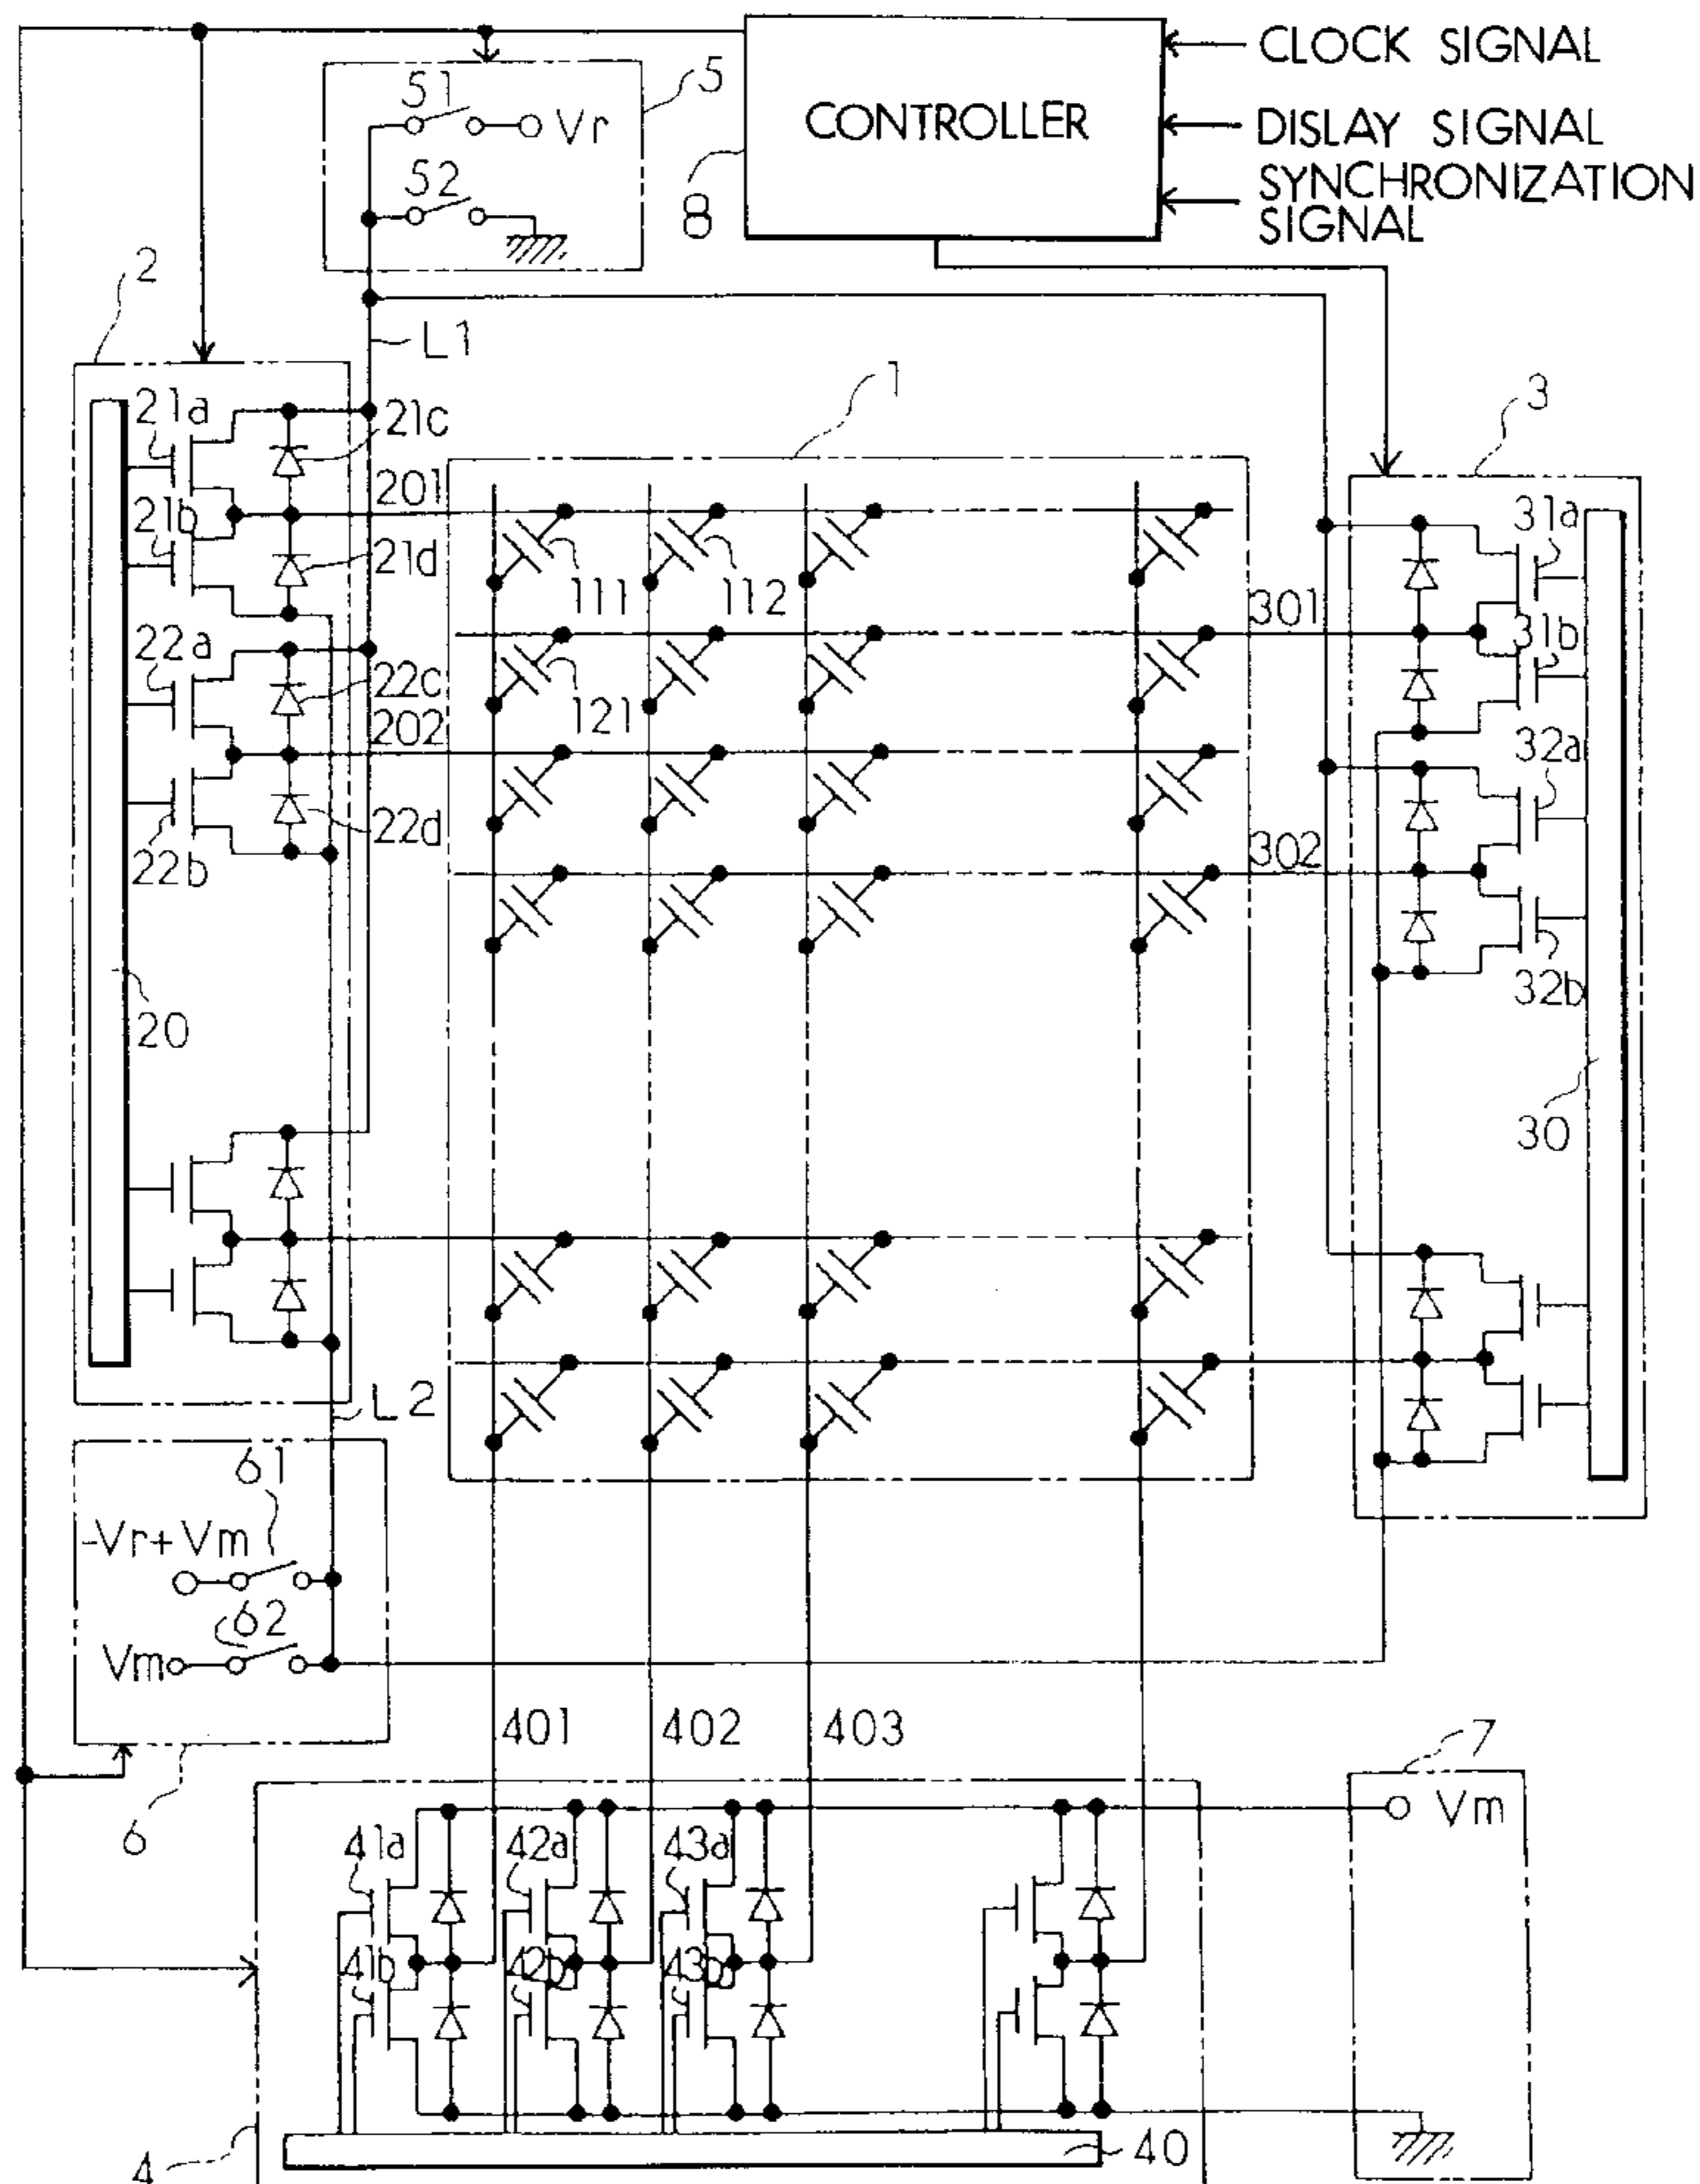 CLOCK SIGNAL
CONTROLLER
DISLAY SIGNAL
SYNCHRONIZATION
SIGNAL
8
51
5
Vr
52
2
L1
1
3
21a
21c
201
21b
21d
111
112
301
31a
31b
22a
22c
202
121
32a
22d
22b
302
32b
20
30
L2
61
-Vr+Vm
62
Vm
401
402
403
7
Vm
6
41a
42a
43a
41b
42b
43b
40
4